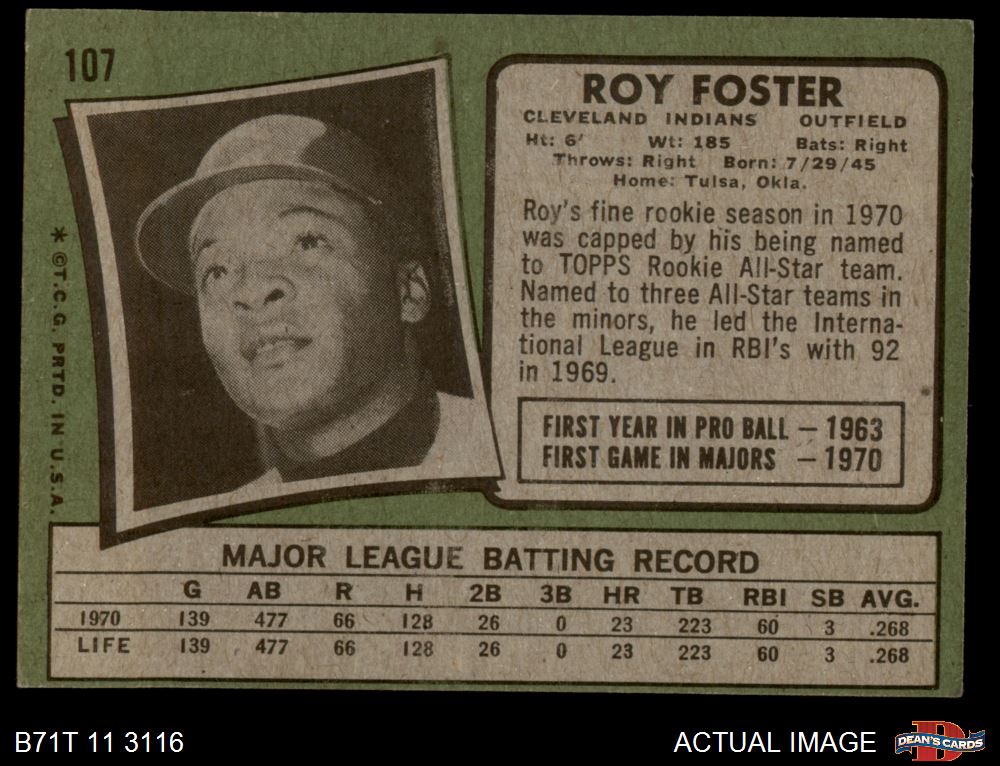 107
ROY FOSTER
CLEVELAND INDIANS OUTFIELD
Ht: 6' Wt: 185 Bats: Right
Throws: Right Born: 7/29/45
Home: Tulsa, Okla.
Roy's fine rookie season in 1970
was capped by his being named
to TOPPS Rookie All-Star team.
Named to three All-Star teams in
the minors, he led the Interna-
tional League in RBI's with 92
in 1969.
FIRST YEAR IN PRO BALL – 1963
FIRST GAME IN MAJORS – 1970
* ©T.C.G. PRTD. IN U.S.A.
MAJOR LEAGUE BATTING RECORD
G AB R H 2B 3B HR TB RBI SB AVG.
1970 139 477 66 128 26 0 23 223 60 3 .268
LIFE 139 477 66 128 26 0 23 223 60 3 .268
B71T 11 3116
ACTUAL IMAGE
D
DEAN'S CARDS